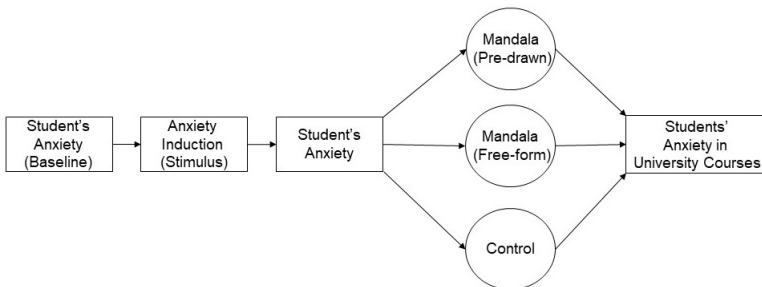 Student's
Anxiety
(Baseline)
Anxiety
Induction
(Stimulus)
Student's
Anxiety
Mandala
(Pre-drawn)
Mandala
(Free-form)
Control
Students'
Anxiety in
University Courses